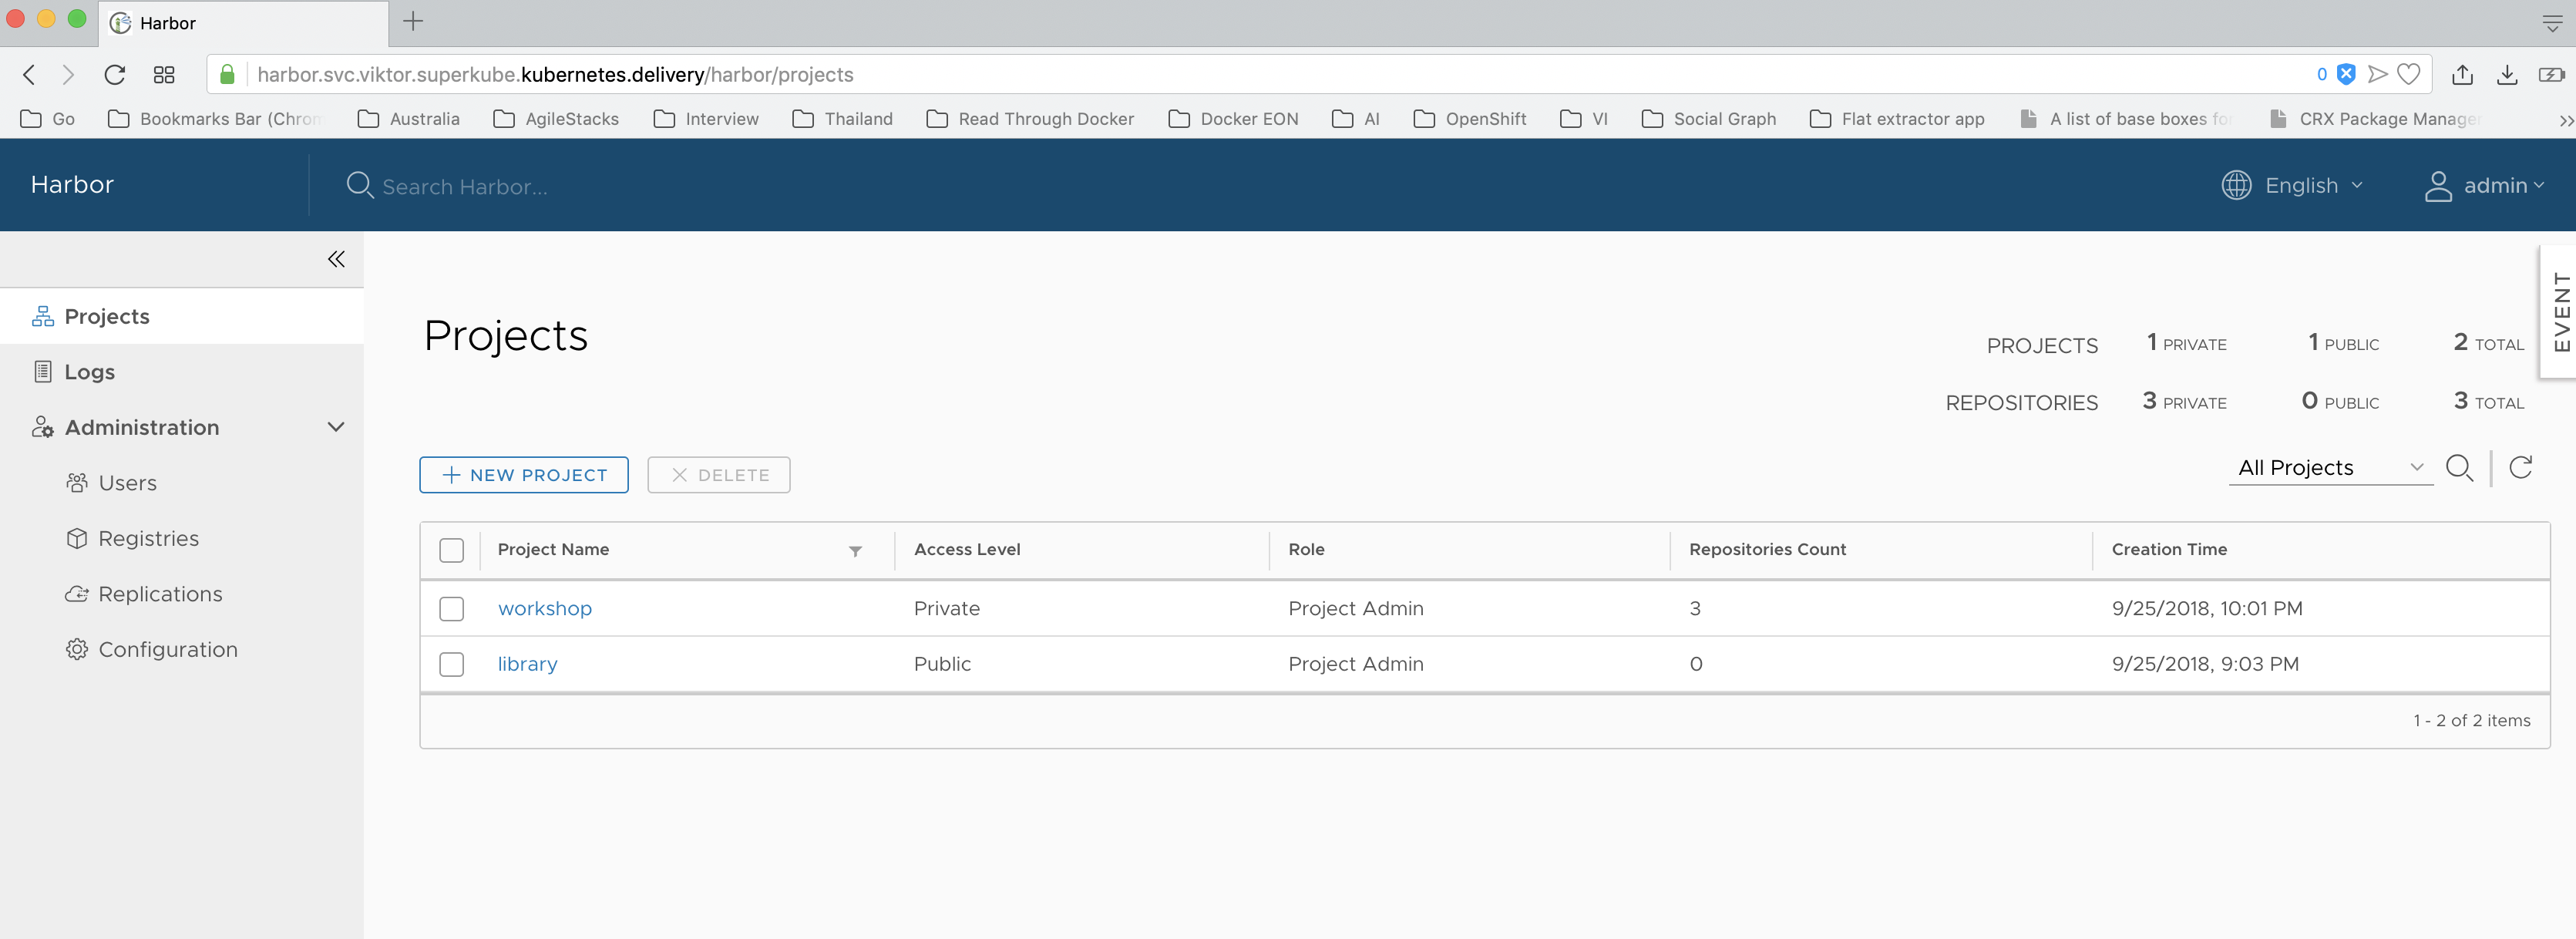 Harbor
harbor.svc.viktor.superkube.kubernetes.delivery/harbor/projects
0
Go
Bookmarks Bar (Chrom
Australia
AgileStacks
Interview
Thailand
Read Through Docker
Docker EON
AI
OpenShift
VI
Social Graph
Flat extractor app
A list of base boxes fo
CRX Package Manage
Harbor
Search Harbor...
English
admin
Projects
Logs
Administration
Users
Registries
Replications
Configuration
EVENT
Projects
PROJECTS 1 PRIVATE 1 PUBLIC 2 TOTAL
REPOSITORIES 3 PRIVATE 0 PUBLIC 3 TOTAL
NEW PROJECT
DELETE
All Projects
Project Name Access Level Role Repositories Count Creation Time
workshop Private Project Admin 3 9/25/2018, 10:01 PM
library Public Project Admin 0 9/25/2018, 9:03 PM
1 - 2 of 2 items